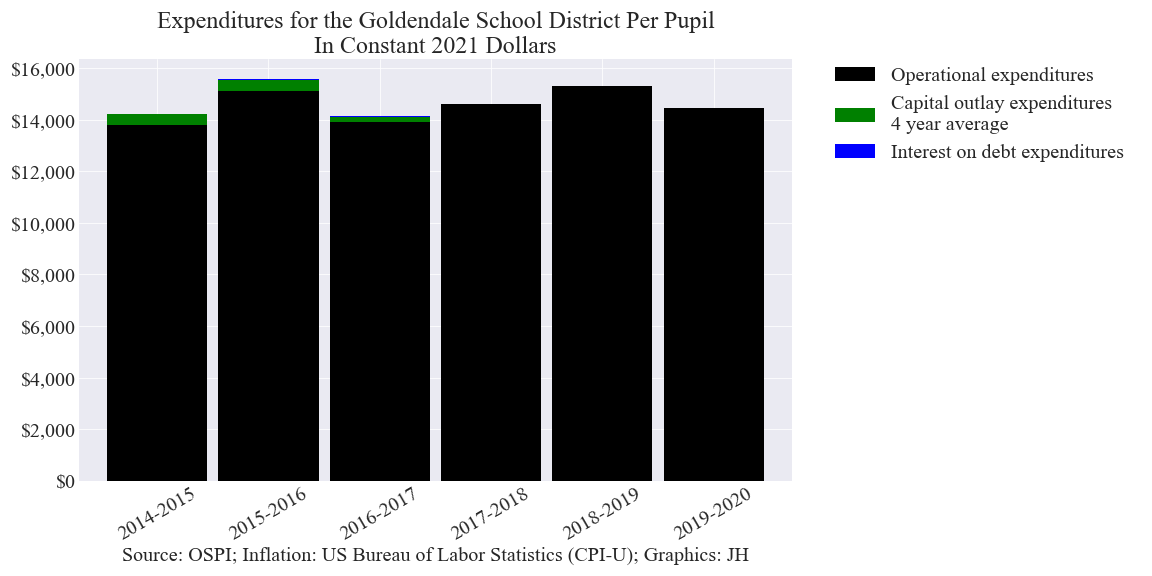 Expenditures for the Goldendale School District Per Pupil
In Constant 2021 Dollars
$16,000
$14,000
$12,000
$10,000
$8,000
$6,000
$4,000
$2,000
$0
2014-2015
2015-2016
2016-2017
2017-2018
2018-2019
2019-2020
Source: OSPI; Inflation: US Bureau of Labor Statistics (CPI-U); Graphics: JH
Operational expenditures
Capital outlay expenditures
4 year average
Interest on debt expenditures